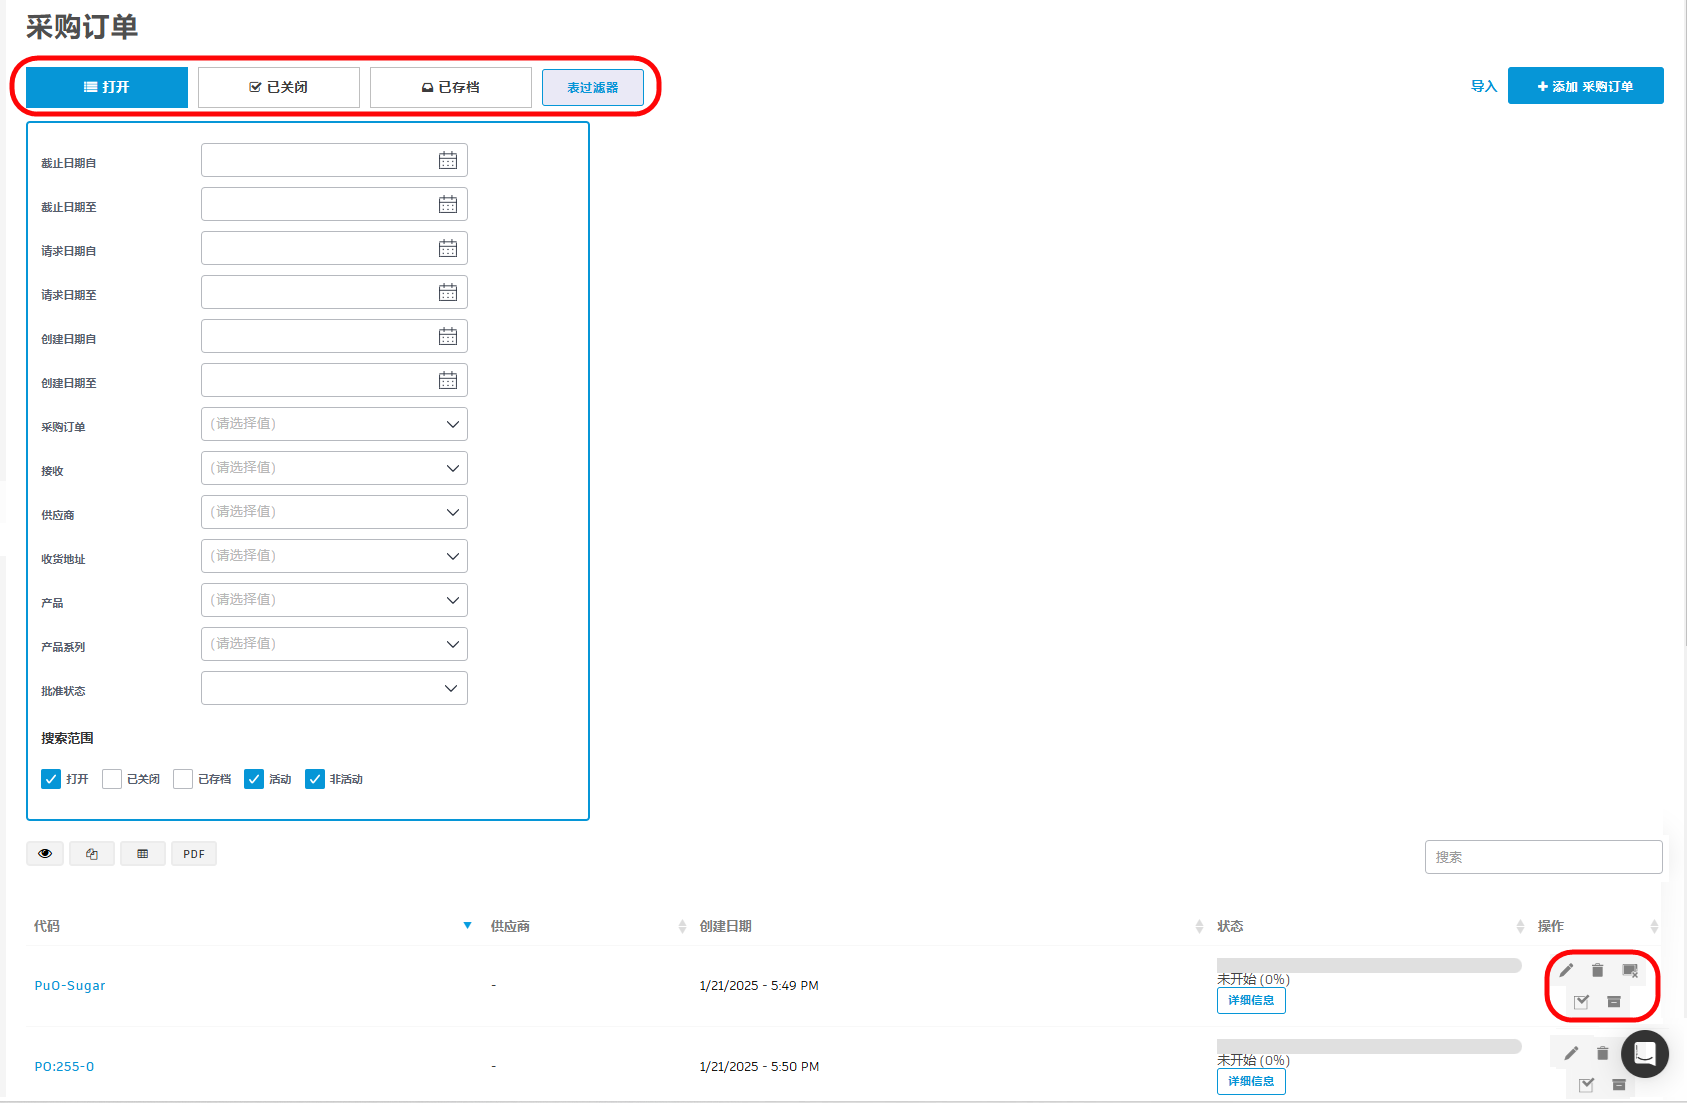 采购订单
打开
已关闭
已存档
表过滤器
导入
添加 采购订单
截止日期自
截止日期至
请求日期自
请求日期至
创建日期自
创建日期至
采购订单 (请选择值)
接收 (请选择值)
供应商 (请选择值)
收货地址 (请选择值)
产品 (请选择值)
产品系列 (请选择值)
批准状态
搜索范围
打开 已关闭 已存档 活动 非活动
PDF
搜索
代码 供应商 创建日期 状态 操作
PuO-Sugar - 1/21/2025 - 5:49 PM
未开始 (0%)
详细信息
PO:255-0 - 1/21/2025 - 5:50 PM
未开始 (0%)
详细信息